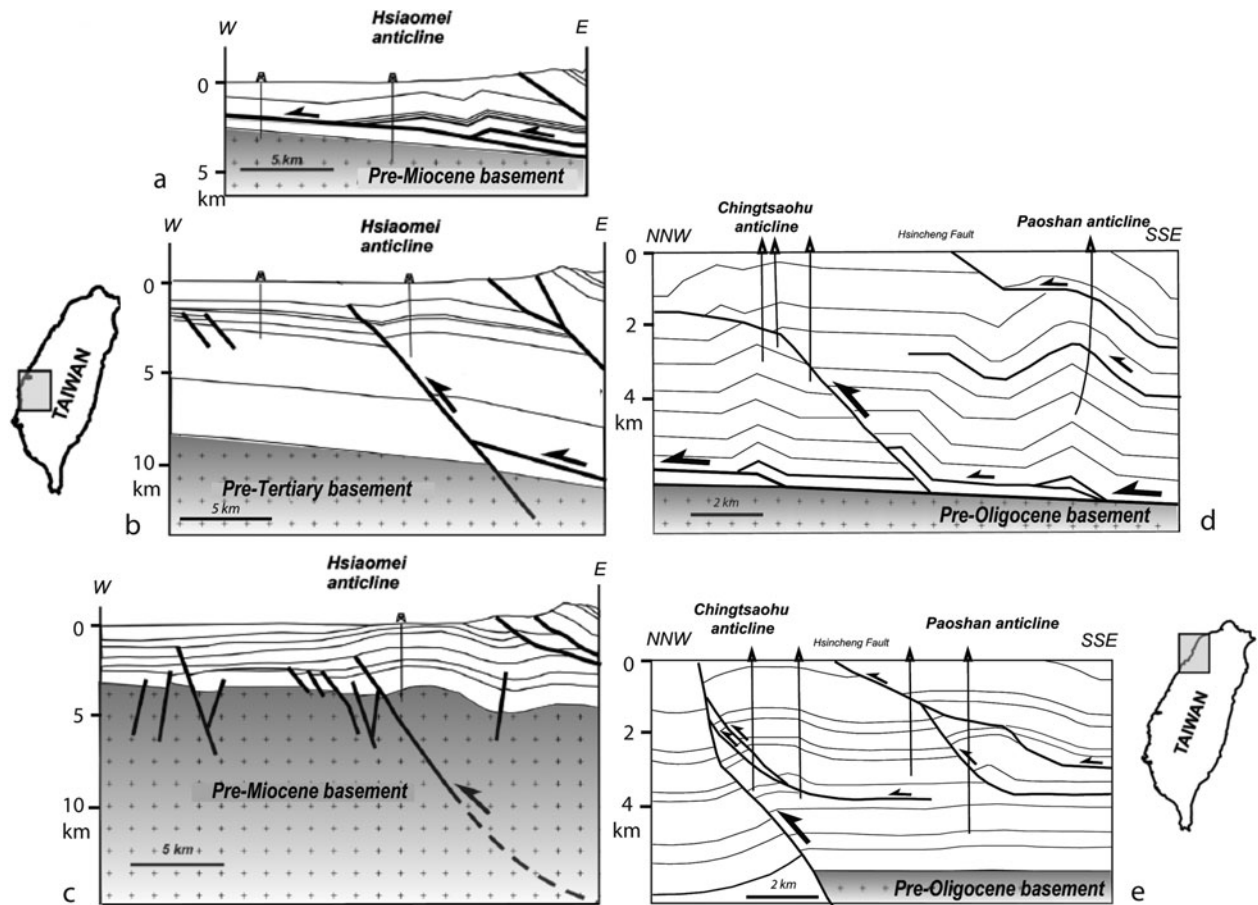 Hsiaomei
anticline
W
E
0
5
km
5 km
Pre-Miocene basement
a
Hsiaomei
anticline
W
E
0
5
10
km
Pre-Tertiary basement
5 km
b
TAIWAN
Hsiaomei
anticline
W
E
0
5
10
km
Pre-Miocene basement
5 km
c
Chingtsaohu
anticline
Hsincheng Fault
Paoshan anticline
NNW
SSE
0
2
4
km
2 km
Pre-Oligocene basement
d
Chingtsaohu
anticline
Hsincheng Fault
Paoshan anticline
NNW
SSE
0
2
4
km
2 km
Pre-Oligocene basement
e
TAIWAN